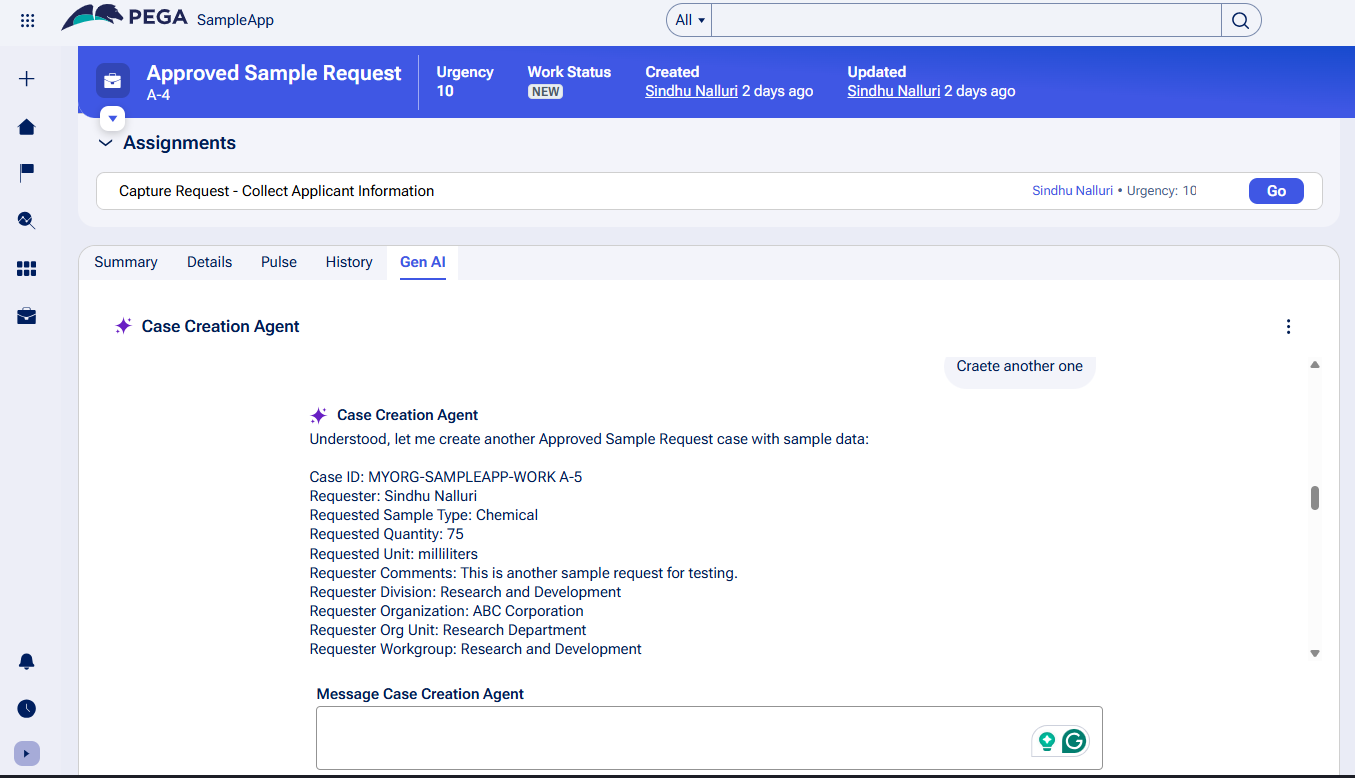 PEGA SampleApp
All
Approved Sample Request
A-4
Urgency
10
Work Status
NEW
Created
Sindhu Nalluri 2 days ago
Updated
Sindhu Nalluri 2 days ago
Assignments
Capture Request - Collect Applicant Information
Sindhu Nalluri • Urgency: 10
Go
Summary
Details
Pulse
History
Gen AI
Case Creation Agent
Craete another one
Case Creation Agent
Understood, let me create another Approved Sample Request case with sample data:
Case ID: MYORG-SAMPLEAPP-WORK A-5
Requester: Sindhu Nalluri
Requested Sample Type: Chemical
Requested Quantity: 75
Requested Unit: milliliters
Requester Comments: This is another sample request for testing.
Requester Division: Research and Development
Requester Organization: ABC Corporation
Requester Org Unit: Research Department
Requester Workgroup: Research and Development
Message Case Creation Agent